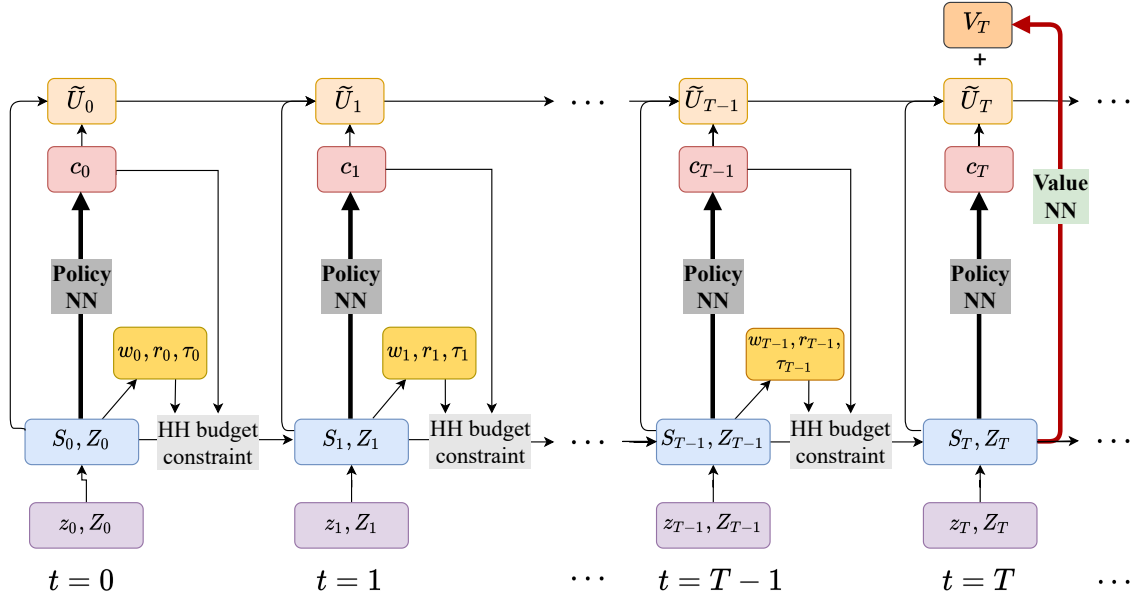 V_T
+
Ũ_0
Ũ_1
···
Ũ_{T−1}
Ũ_T
···
c_0
c_1
c_{T−1}
c_T
Value
NN
Policy
NN
Policy
NN
Policy
NN
Policy
NN
w_0, r_0, τ_0
w_1, r_1, τ_1
w_{T−1}, r_{T−1},
τ_{T−1}
S_0, Z_0
HH budget
constraint
S_1, Z_1
HH budget
constraint
···
S_{T−1}, Z_{T−1}
HH budget
constraint
S_T, Z_T
···
z_0, Z_0
z_1, Z_1
z_{T−1}, Z_{T−1}
z_T, Z_T
t = 0
t = 1
···
t = T − 1
t = T
···